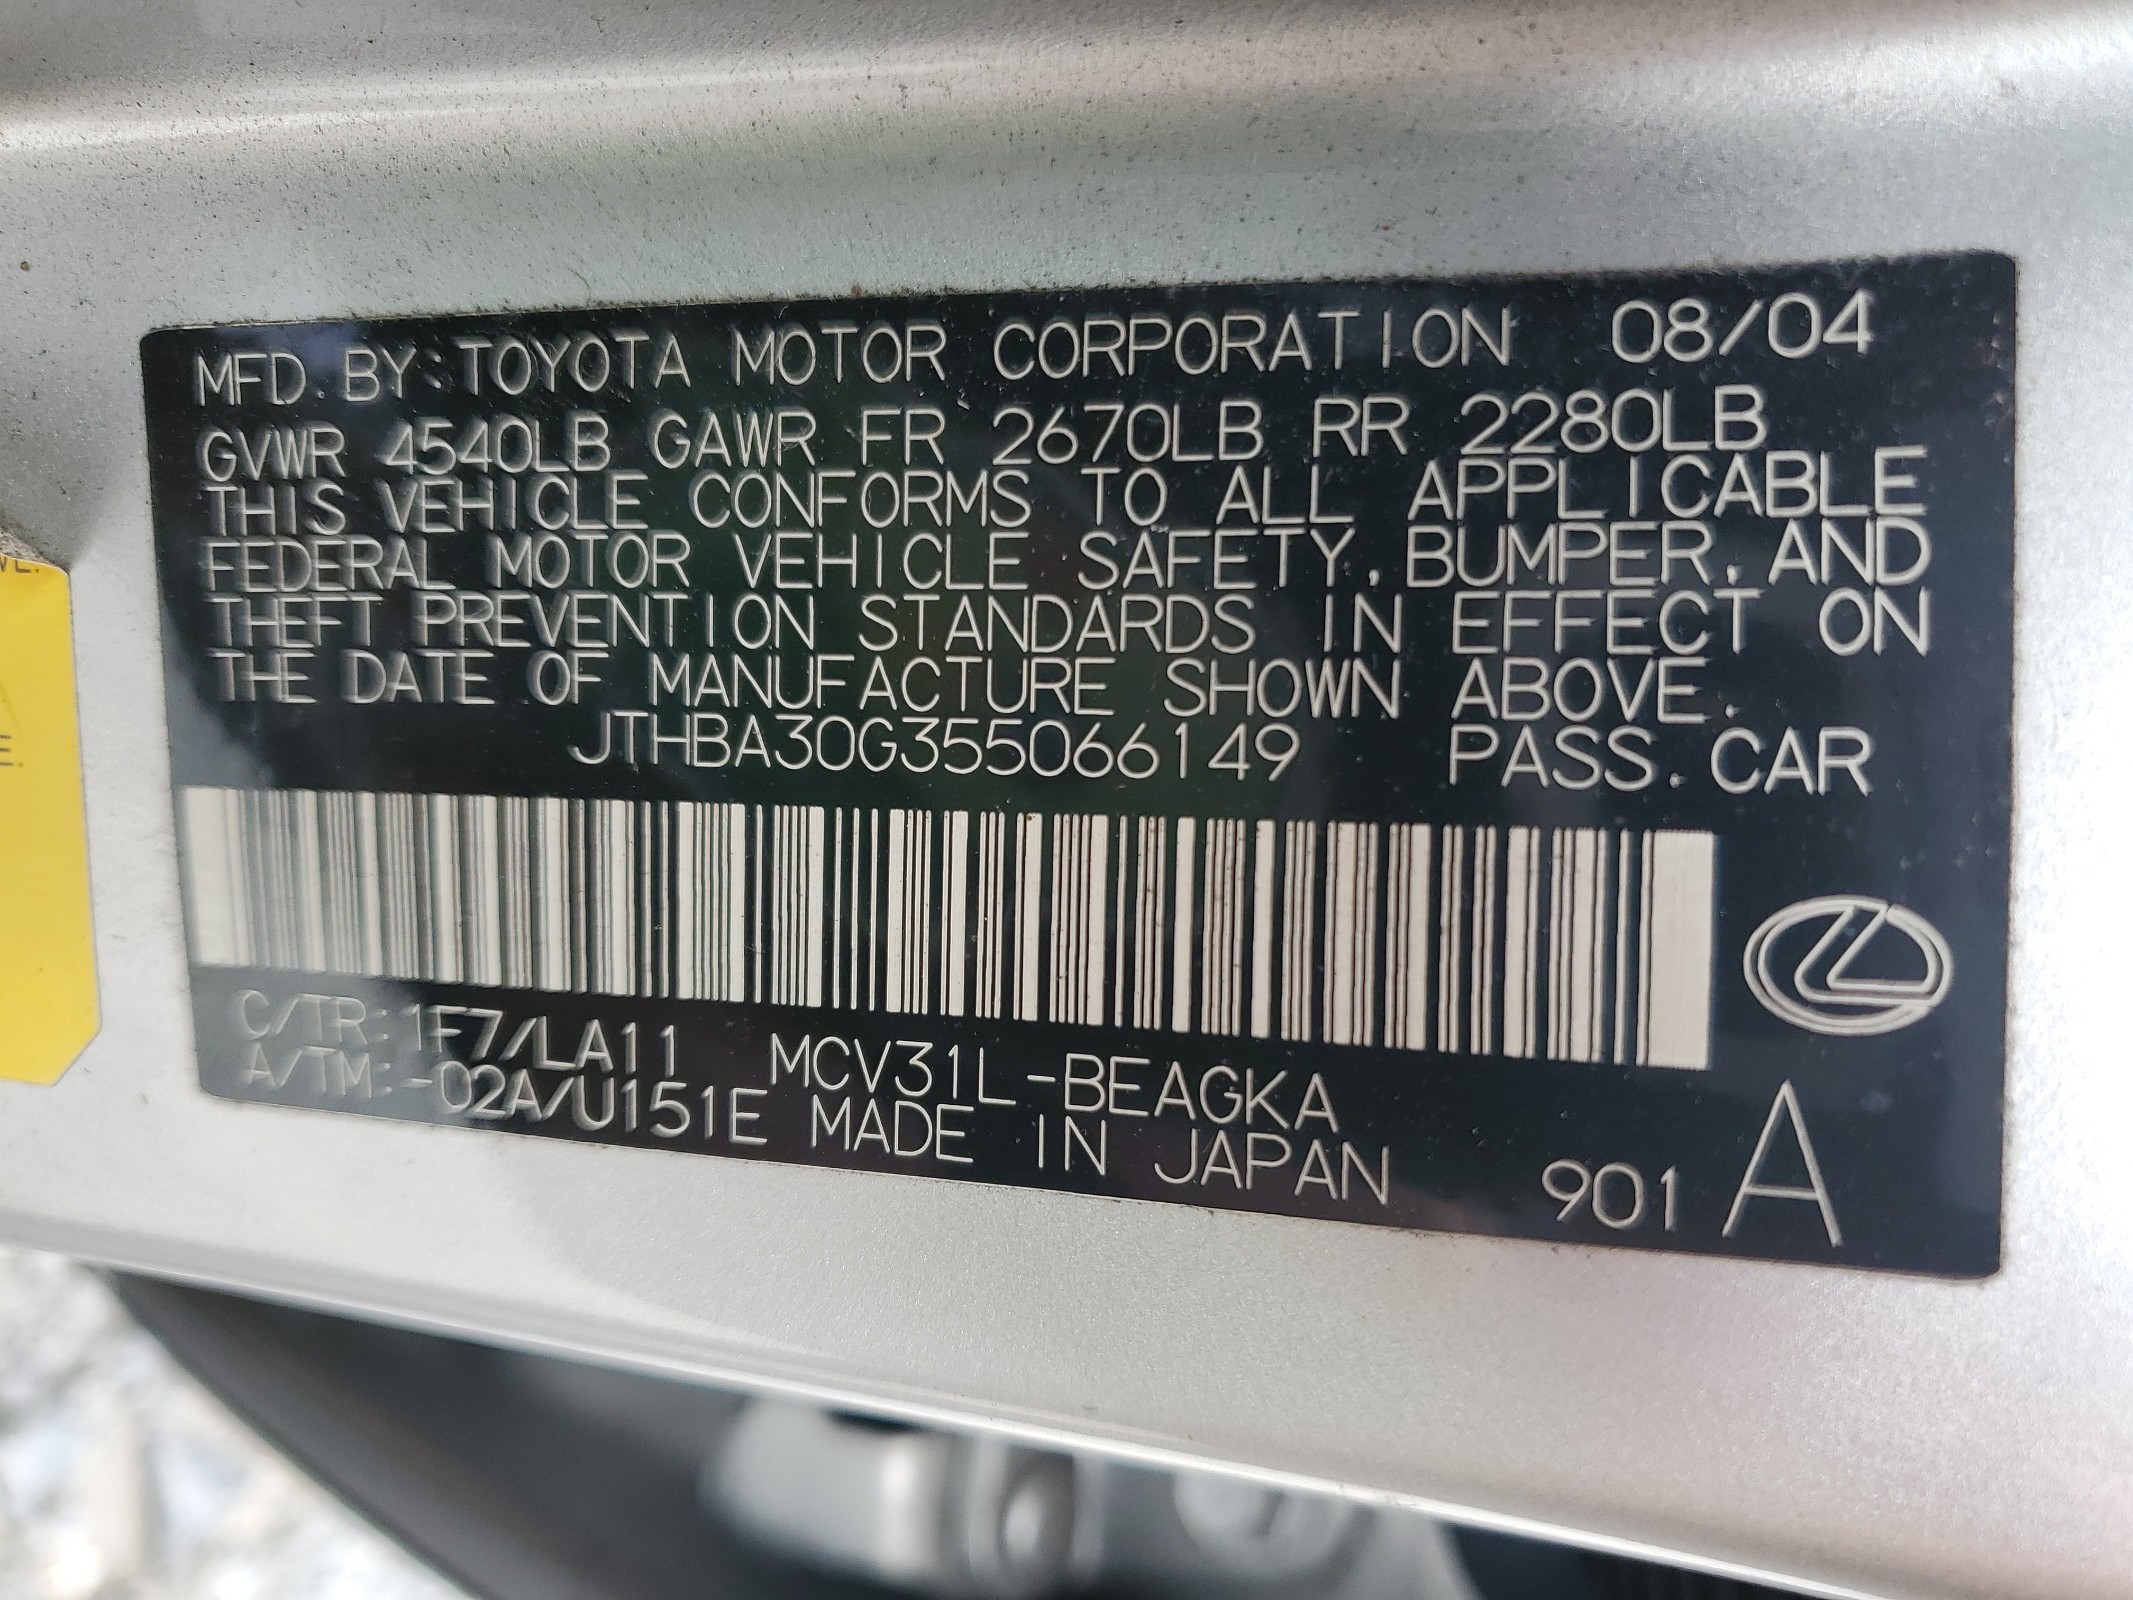 MFD. BY: TOYOTA MOTOR CORPORATION 08/04
GVWR 4540LB GAWR FR 2670LB RR 2280LB
THIS VEHICLE CONFORMS TO ALL APPLICABLE
FEDERAL MOTOR VEHICLE SAFETY, BUMPER, AND
THEFT PREVENTION STANDARDS IN EFFECT ON
THE DATE OF MANUFACTURE SHOWN ABOVE.
JTHBA30G355066149 PASS. CAR
C/TR: 1F7/LA11 MCV31L-BEAGKA
A/TM: -02A/U151E MADE IN JAPAN
901 A